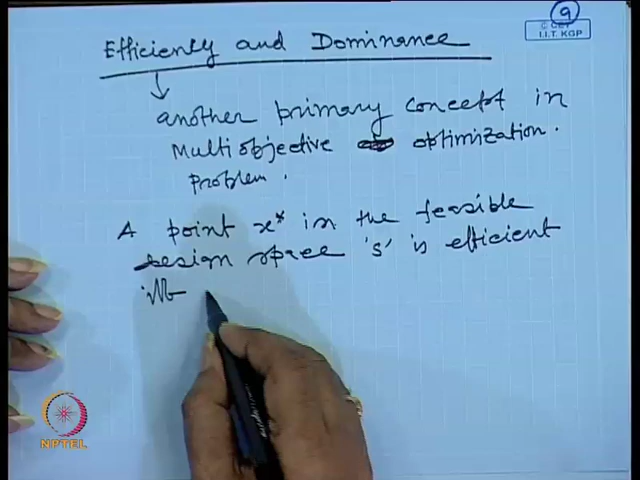 9
© CET
I.I.T. KGP
Efficiency and Dominance
another primary concept in
Multiobjective optimization
problem.
A point x* in the feasible
design space 's' is efficient
iff
NPTEL